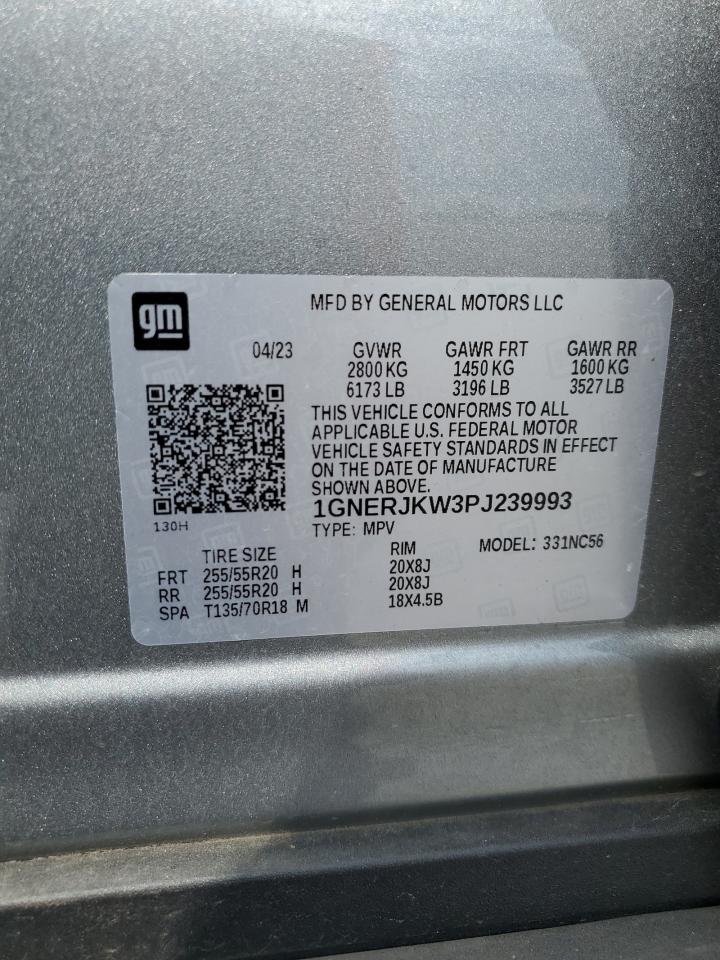 gm
MFD BY GENERAL MOTORS LLC
04/23
GVWR GAWR FRT GAWR RR
2800 KG 1450 KG 1600 KG
6173 LB 3196 LB 3527 LB
THIS VEHICLE CONFORMS TO ALL
APPLICABLE U.S. FEDERAL MOTOR
VEHICLE SAFETY STANDARDS IN EFFECT
ON THE DATE OF MANUFACTURE
SHOWN ABOVE.
1GNERJKW3PJ239993
130H
TYPE: MPV
MODEL: 331NC56
TIRE SIZE RIM
FRT 255/55R20 H 20X8J
RR 255/55R20 H 20X8J
SPA T135/70R18 M 18X4.5B